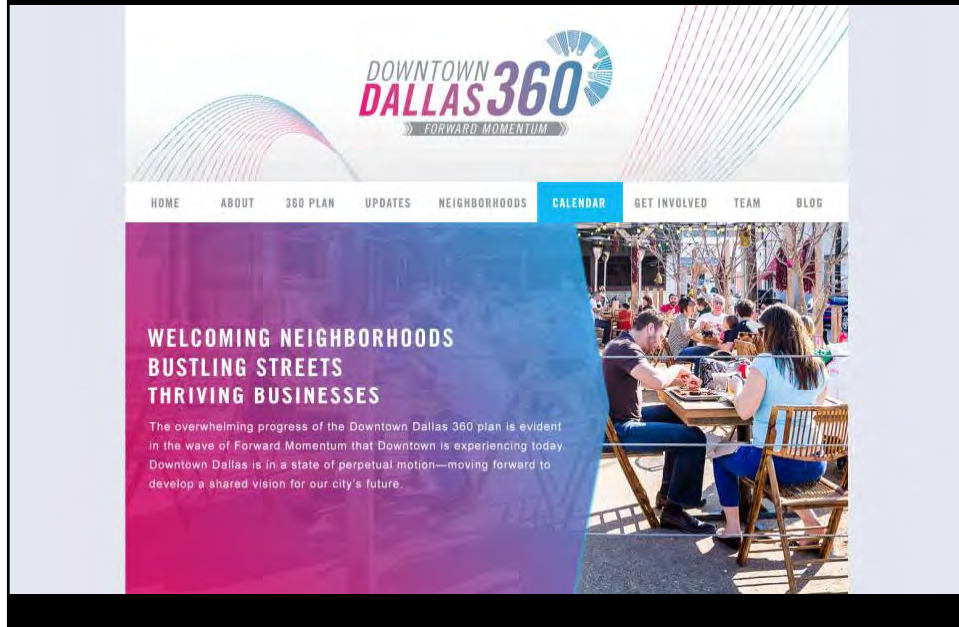 DOWNTOWN
DALLAS 360
FORWARD MOMENTUM
HOME ABOUT 360 PLAN UPDATES NEIGHBORHOODS CALENDAR GET INVOLVED TEAM BLOG
WELCOMING NEIGHBORHOODS
BUSTLING STREETS
THRIVING BUSINESSES
The overwhelming progress of the Downtown Dallas 360 plan is evident
in the wave of Forward Momentum that Downtown is experiencing today.
Downtown Dallas is in a state of perpetual motion—moving forward to
develop a shared vision for our city's future.